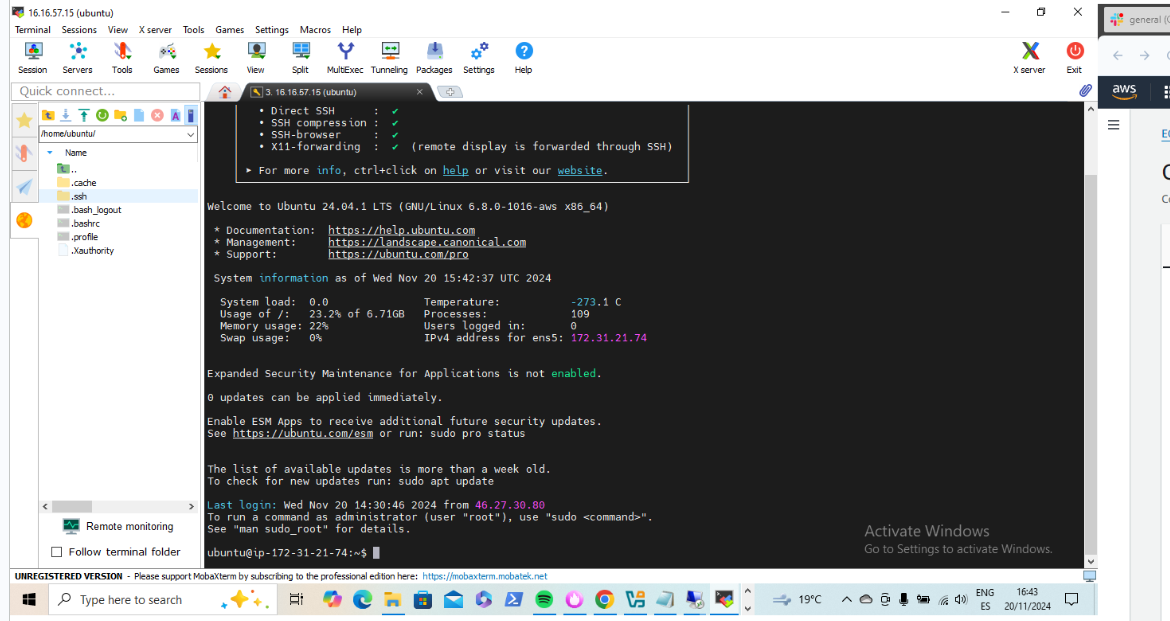 16.16.57.15 (ubuntu)
Terminal Sessions View X server Tools Games Settings Macros Help
Session Servers Tools Games Sessions View Split MultiExec Tunneling Packages Settings Help X server Exit
Quick connect...
3. 16.16.57.15 (ubuntu)
/home/ubuntu/
Name
..
.cache
.ssh
.bash_logout
.bashrc
.profile
.Xauthority
Remote monitoring
Follow terminal folder
• Direct SSH : ✔
• SSH compression : ✔
• SSH-browser : ✔
• X11-forwarding : ✔ (remote display is forwarded through SSH)
► For more info, ctrl+click on help or visit our website.
Welcome to Ubuntu 24.04.1 LTS (GNU/Linux 6.8.0-1016-aws x86_64)
* Documentation: https://help.ubuntu.com
* Management: https://landscape.canonical.com
* Support: https://ubuntu.com/pro
System information as of Wed Nov 20 15:42:37 UTC 2024
System load: 0.0 Temperature: -273.1 C
Usage of /: 23.2% of 6.71GB Processes: 109
Memory usage: 22% Users logged in: 0
Swap usage: 0% IPv4 address for ens5: 172.31.21.74
Expanded Security Maintenance for Applications is not enabled.
0 updates can be applied immediately.
Enable ESM Apps to receive additional future security updates.
See https://ubuntu.com/esm or run: sudo pro status
The list of available updates is more than a week old.
To check for new updates run: sudo apt update
Last login: Wed Nov 20 14:30:46 2024 from 46.27.30.80
To run a command as administrator (user "root"), use "sudo <command>".
See "man sudo_root" for details.
ubuntu@ip-172-31-21-74:~$
Activate Windows
Go to Settings to activate Windows.
UNREGISTERED VERSION - Please support MobaXterm by subscribing to the professional edition here: https://mobaxterm.mobatek.net
Type here to search
19°C
ENG
ES
16:43
20/11/2024
general
aws